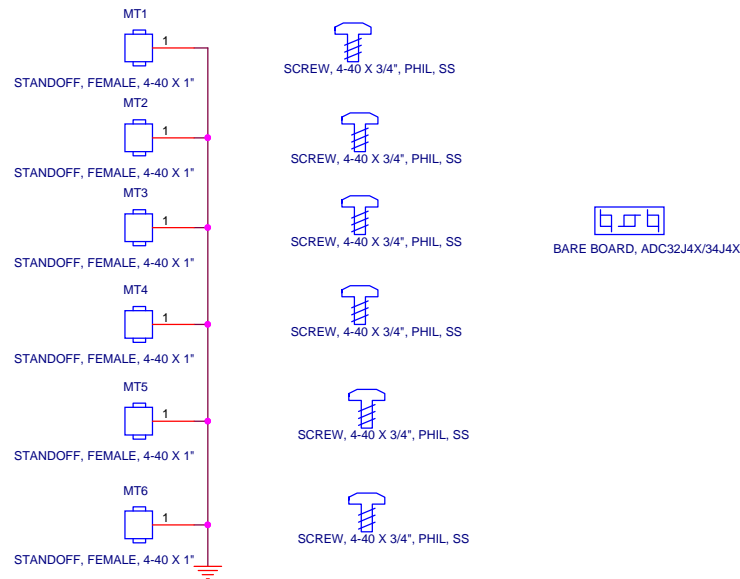 MT1
1
STANDOFF, FEMALE, 4-40 X 1"
SCREW, 4-40 X 3/4", PHIL, SS
MT2
1
STANDOFF, FEMALE, 4-40 X 1"
SCREW, 4-40 X 3/4", PHIL, SS
MT3
1
STANDOFF, FEMALE, 4-40 X 1"
SCREW, 4-40 X 3/4", PHIL, SS
BARE BOARD, ADC32J4X/34J4X
MT4
1
STANDOFF, FEMALE, 4-40 X 1"
SCREW, 4-40 X 3/4", PHIL, SS
MT5
1
STANDOFF, FEMALE, 4-40 X 1"
SCREW, 4-40 X 3/4", PHIL, SS
MT6
1
STANDOFF, FEMALE, 4-40 X 1"
SCREW, 4-40 X 3/4", PHIL, SS